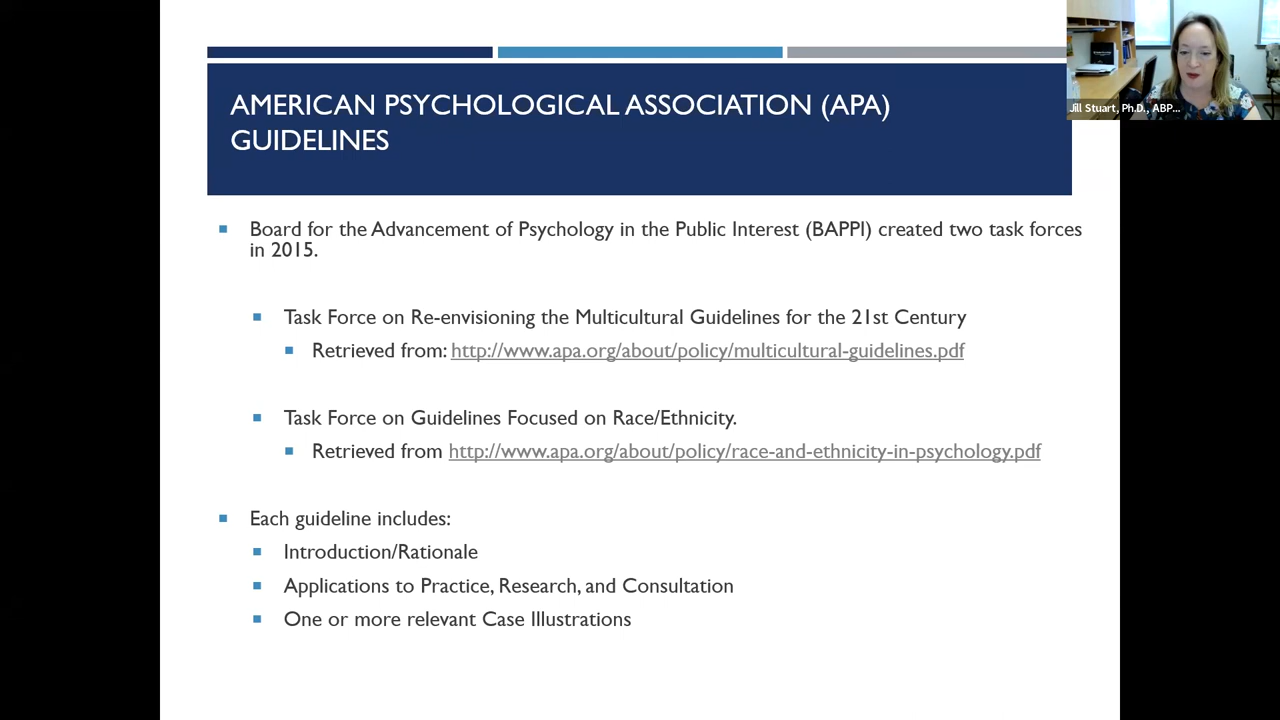 AMERICAN PSYCHOLOGICAL ASSOCIATION (APA)
GUIDELINES
Jill Stuart, Ph.D., ABP...
Board for the Advancement of Psychology in the Public Interest (BAPPI) created two task forces
in 2015.
Task Force on Re-envisioning the Multicultural Guidelines for the 21st Century
Retrieved from: http://www.apa.org/about/policy/multicultural-guidelines.pdf
Task Force on Guidelines Focused on Race/Ethnicity.
Retrieved from http://www.apa.org/about/policy/race-and-ethnicity-in-psychology.pdf
Each guideline includes:
Introduction/Rationale
Applications to Practice, Research, and Consultation
One or more relevant Case Illustrations